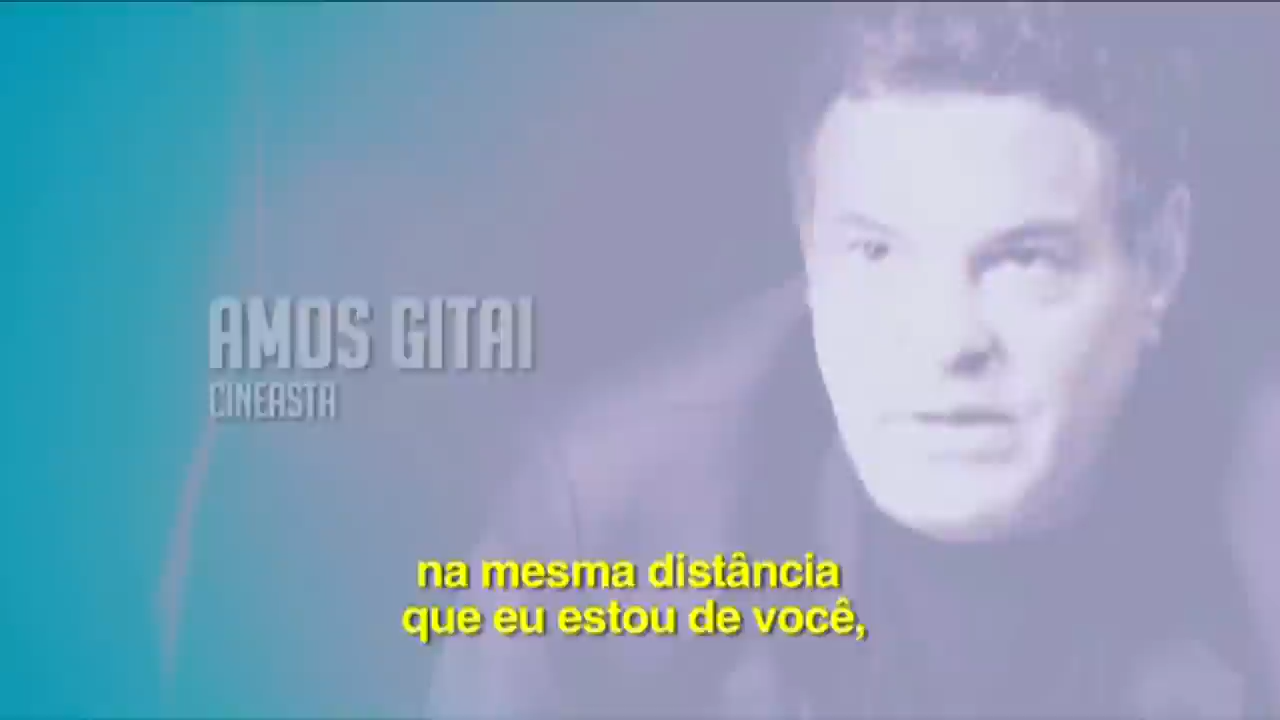 AMOS GITAI
CINEASTA
na mesma distância
que eu estou de você,